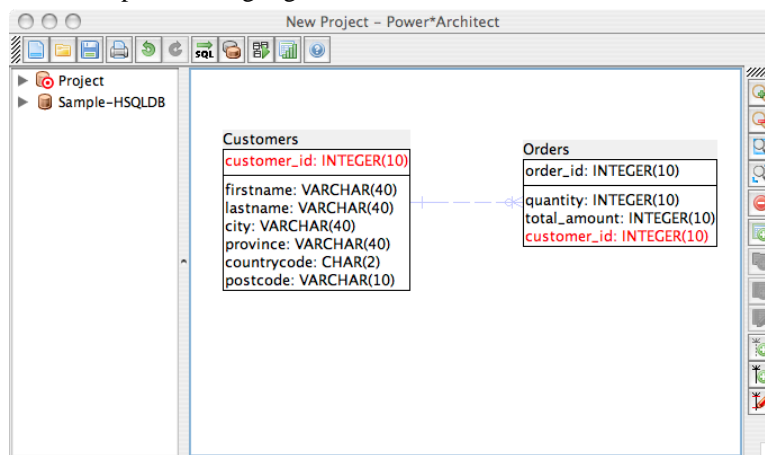 New Project – Power*Architect
SQL
Project
Sample-HSQLDB
Customers
customer_id: INTEGER(10)
firstname: VARCHAR(40)
lastname: VARCHAR(40)
city: VARCHAR(40)
province: VARCHAR(40)
countrycode: CHAR(2)
postcode: VARCHAR(10)
Orders
order_id: INTEGER(10)
quantity: INTEGER(10)
total_amount: INTEGER(10)
customer_id: INTEGER(10)